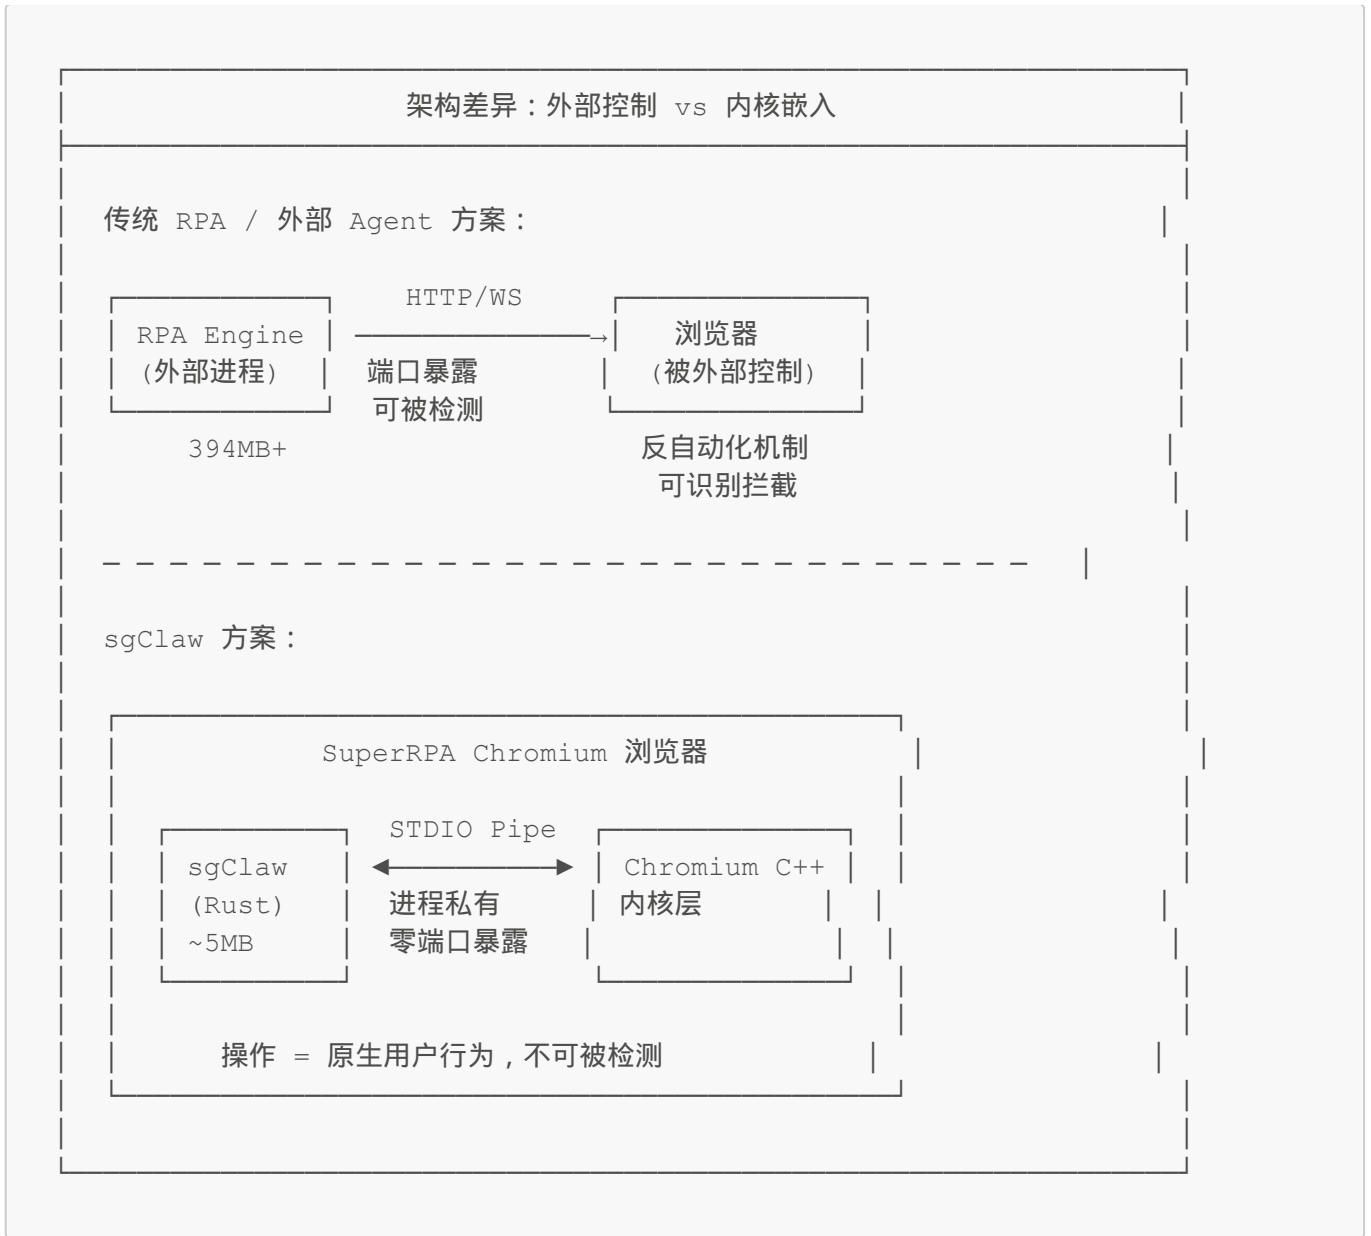 架构差异：外部控制 vs 内核嵌入
传统 RPA / 外部 Agent 方案：
HTTP/WS
RPA Engine → 浏览器
(外部进程) 端口暴露 (被外部控制)
可被检测
394MB+ 反自动化机制
可识别拦截
sgClaw 方案：
SuperRPA Chromium 浏览器
STDIO Pipe
sgClaw ◄ ► Chromium C++
(Rust) 进程私有 内核层
~5MB 零端口暴露
操作 = 原生用户行为，不可被检测